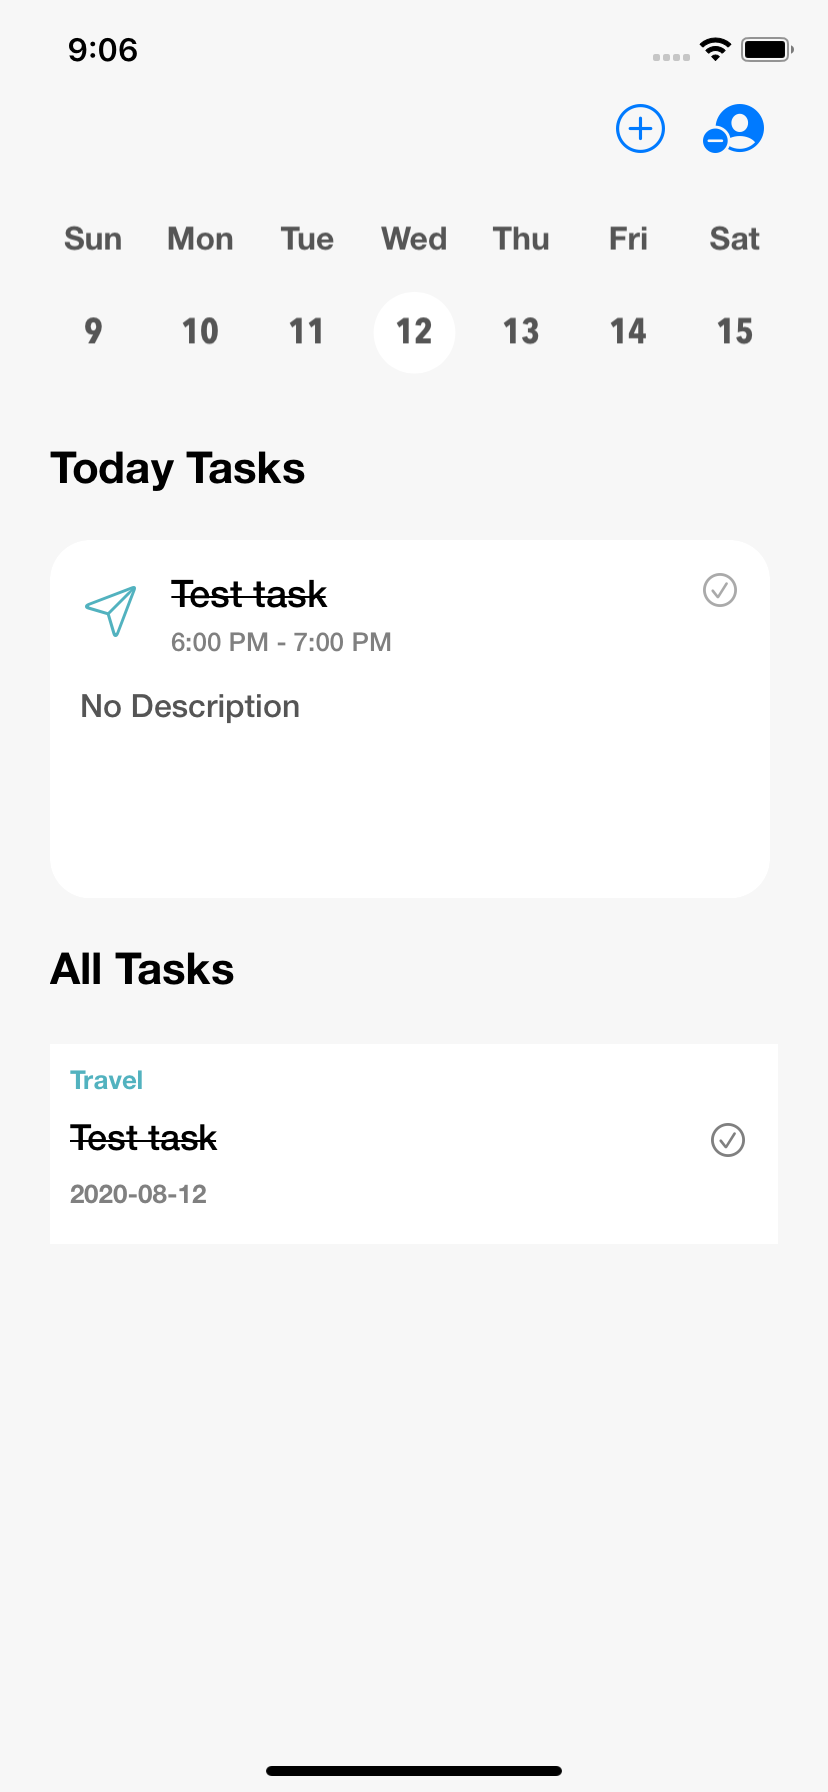 9:06
Sun Mon Tue Wed Thu Fri Sat
9 10 11 12 13 14 15
Today Tasks
Test task
6:00 PM - 7:00 PM
No Description
All Tasks
Travel
Test task
2020-08-12